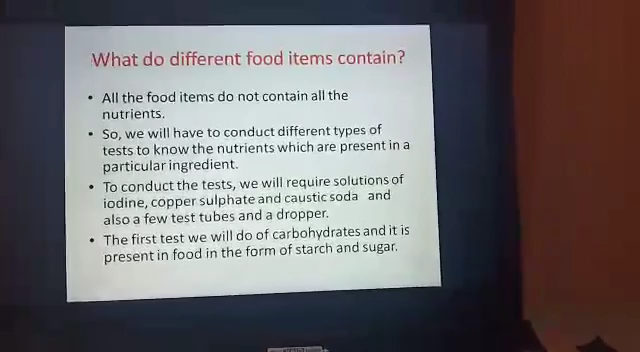 What do different food items contain?
• All the food items do not contain all the
nutrients.
• So, we will have to conduct different types of
tests to know the nutrients which are present in a
particular ingredient.
• To conduct the tests, we will require solutions of
iodine, copper sulphate and caustic soda and
also a few test tubes and a dropper.
• The first test we will do of carbohydrates and it is
present in food in the form of starch and sugar.